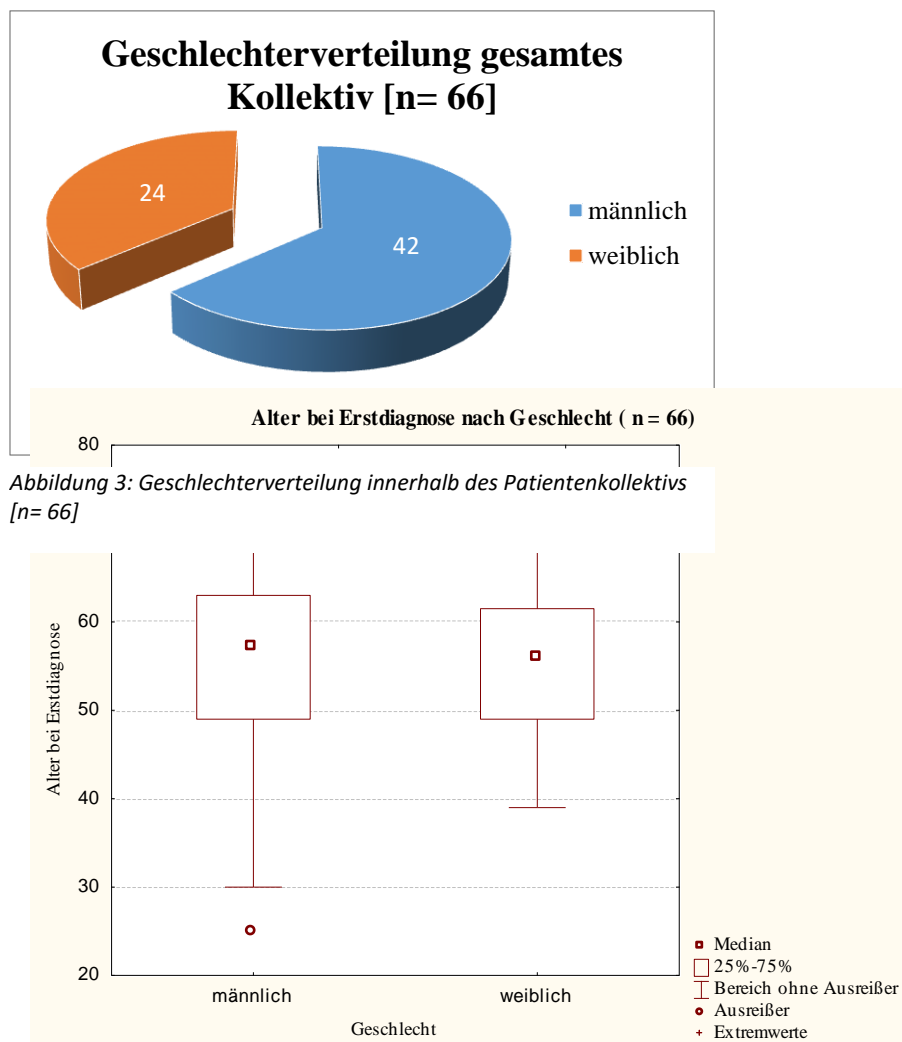 Geschlechterverteilung gesamtes
Kollektiv [n= 66]
24
42
männlich
weiblich
Alter bei Erstdiagnose nach Geschlecht ( n = 66)
80
Abbildung 3: Geschlechterverteilung innerhalb des Patientenkollektivs
[n= 66]
60
50
40
30
20
Alter bei Erstdiagnose
männlich
weiblich
Geschlecht
Median
25%-75%
Bereich ohne Ausreißer
Ausreißer
Extremwerte